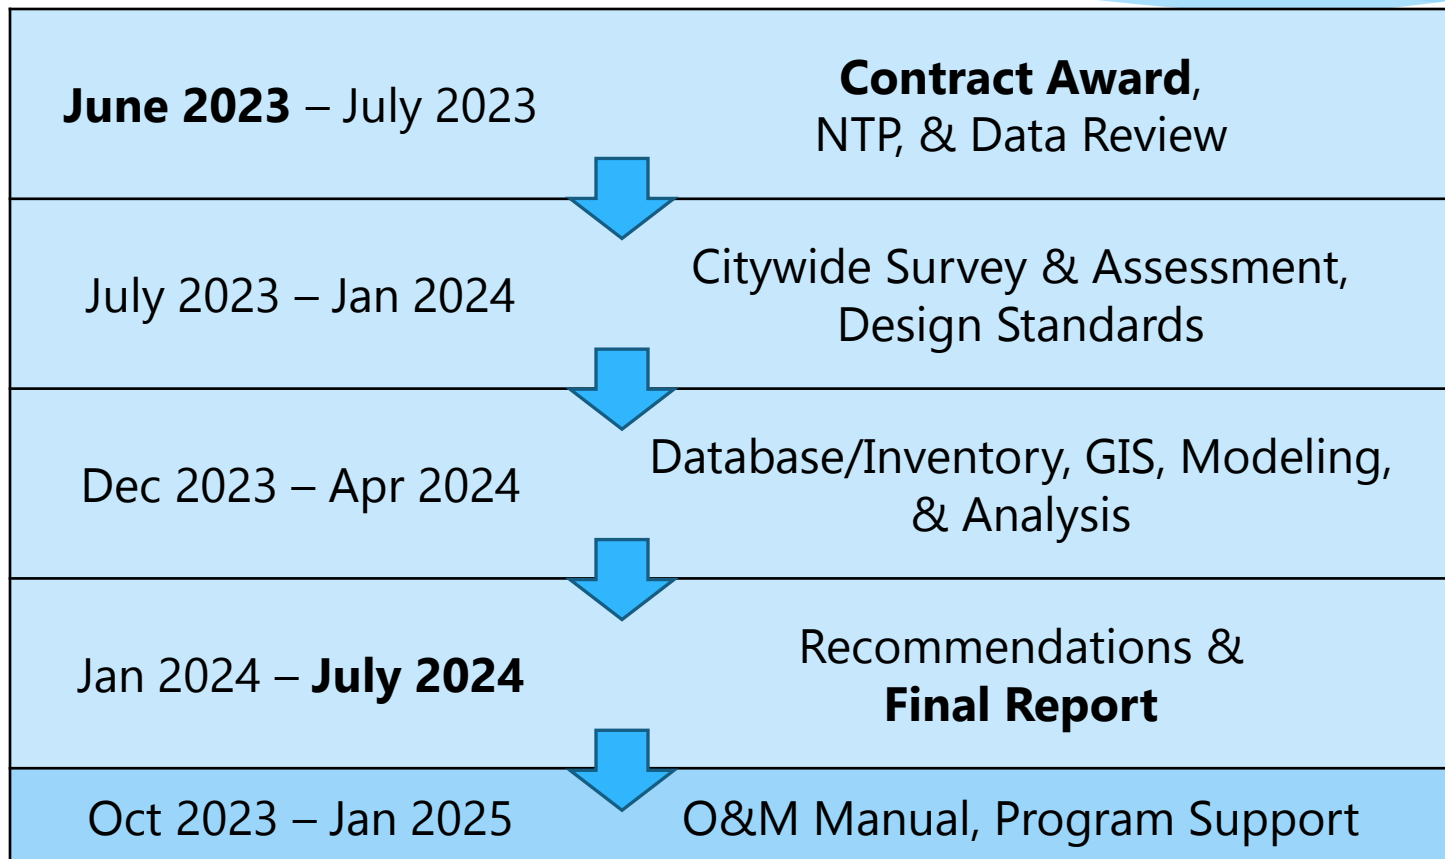 June 2023 – July 2023
Contract Award,
NTP, & Data Review
July 2023 – Jan 2024
Citywide Survey & Assessment,
Design Standards
Dec 2023 – Apr 2024
Database/Inventory, GIS, Modeling,
& Analysis
Jan 2024 – July 2024
Recommendations &
Final Report
Oct 2023 – Jan 2025
O&M Manual, Program Support